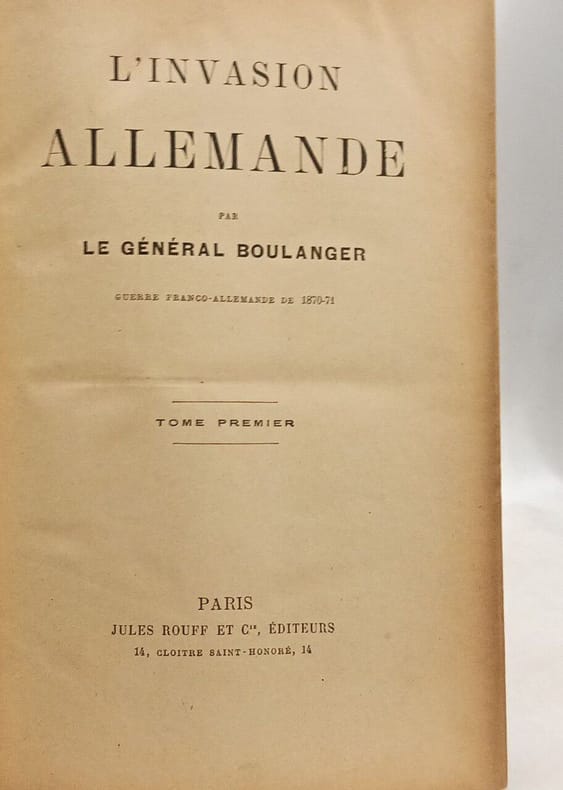 L'INVASION
ALLEMANDE
PAR
LE GÉNÉRAL BOULANGER
GUERRE FRANCO-ALLEMANDE DE 1870-71
TOME PREMIER
PARIS
JULES ROUFF ET Cie, ÉDITEURS
14, CLOITRE SAINT-HONORÉ, 14